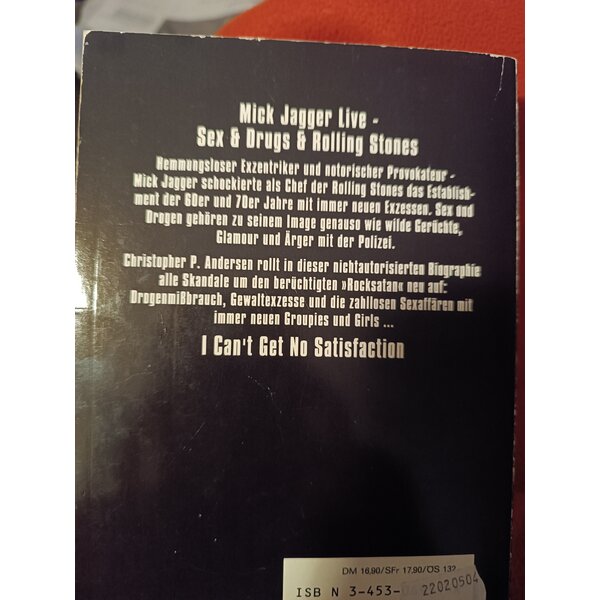 Mick Jagger Live -
Sex & Drugs & Rolling Stones
Hemmungsloser Exzentriker und notorischer Provokateur -
Mick Jagger schockierte als Chef der Rolling Stones das Establish-
ment der 60er und 70er Jahre mit immer neuen Exzessen. Sex und
Drogen gehören zu seinem Image genauso wie wilde Gerüchte,
Glamour und Ärger mit der Polizei.
Christopher P. Andersen rollt in dieser nichtautorisierten Biographie
alle Skandale um den berüchtigten »Rocksatan« neu auf:
Drogenmißbrauch, Gewaltexzesse und die zahllosen Sexaffären mit
immer neuen Groupies und Girls ...
I Can't Get No Satisfaction
DM 16,90/SFr 17,90/ÖS 132,
ISBN 3-453-
22020504